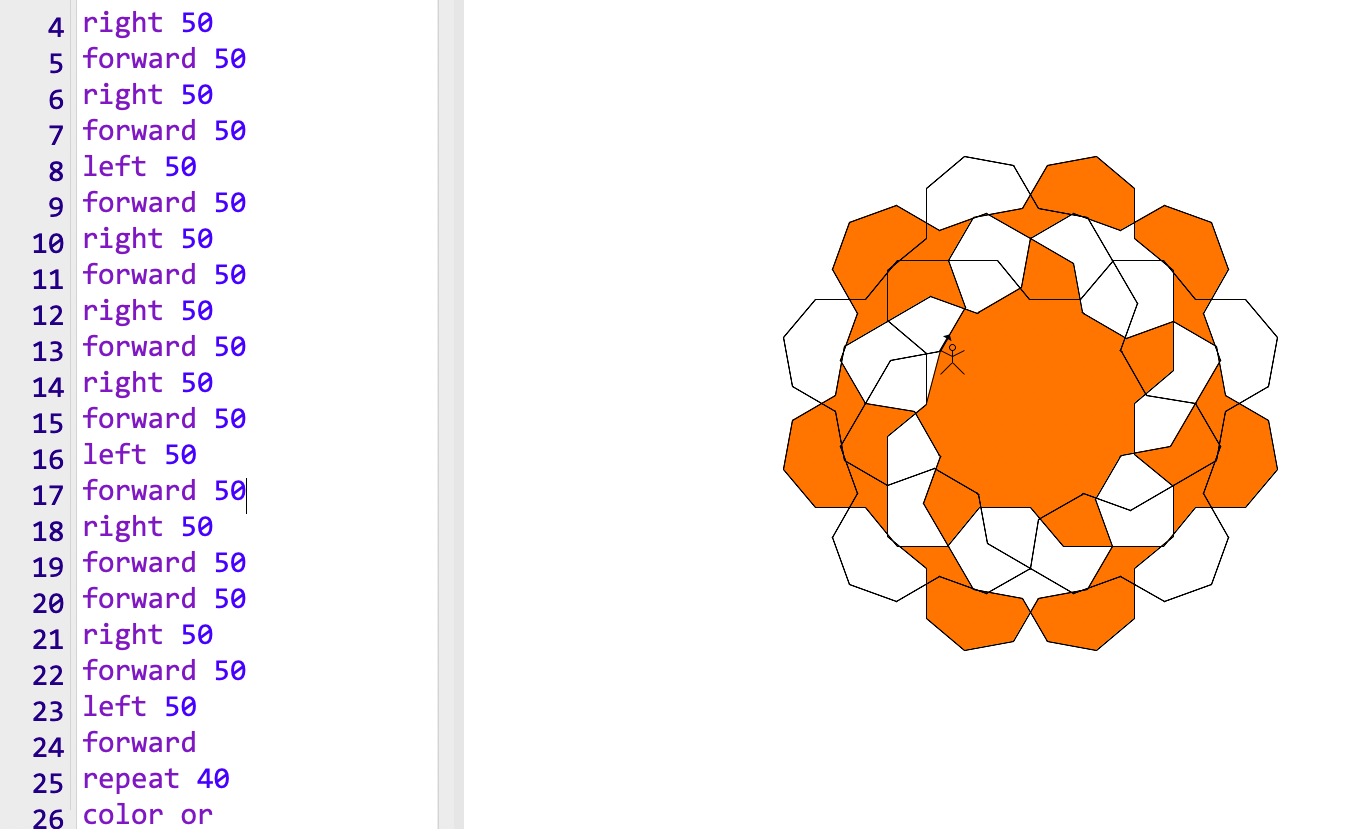 4 right 50
5 forward 50
6 right 50
7 forward 50
8 left 50
9 forward 50
10 right 50
11 forward 50
12 right 50
13 forward 50
14 right 50
15 forward 50
16 left 50
17 forward 50
18 right 50
19 forward 50
20 forward 50
21 right 50
22 forward 50
23 left 50
24 forward
25 repeat 40
26 color or